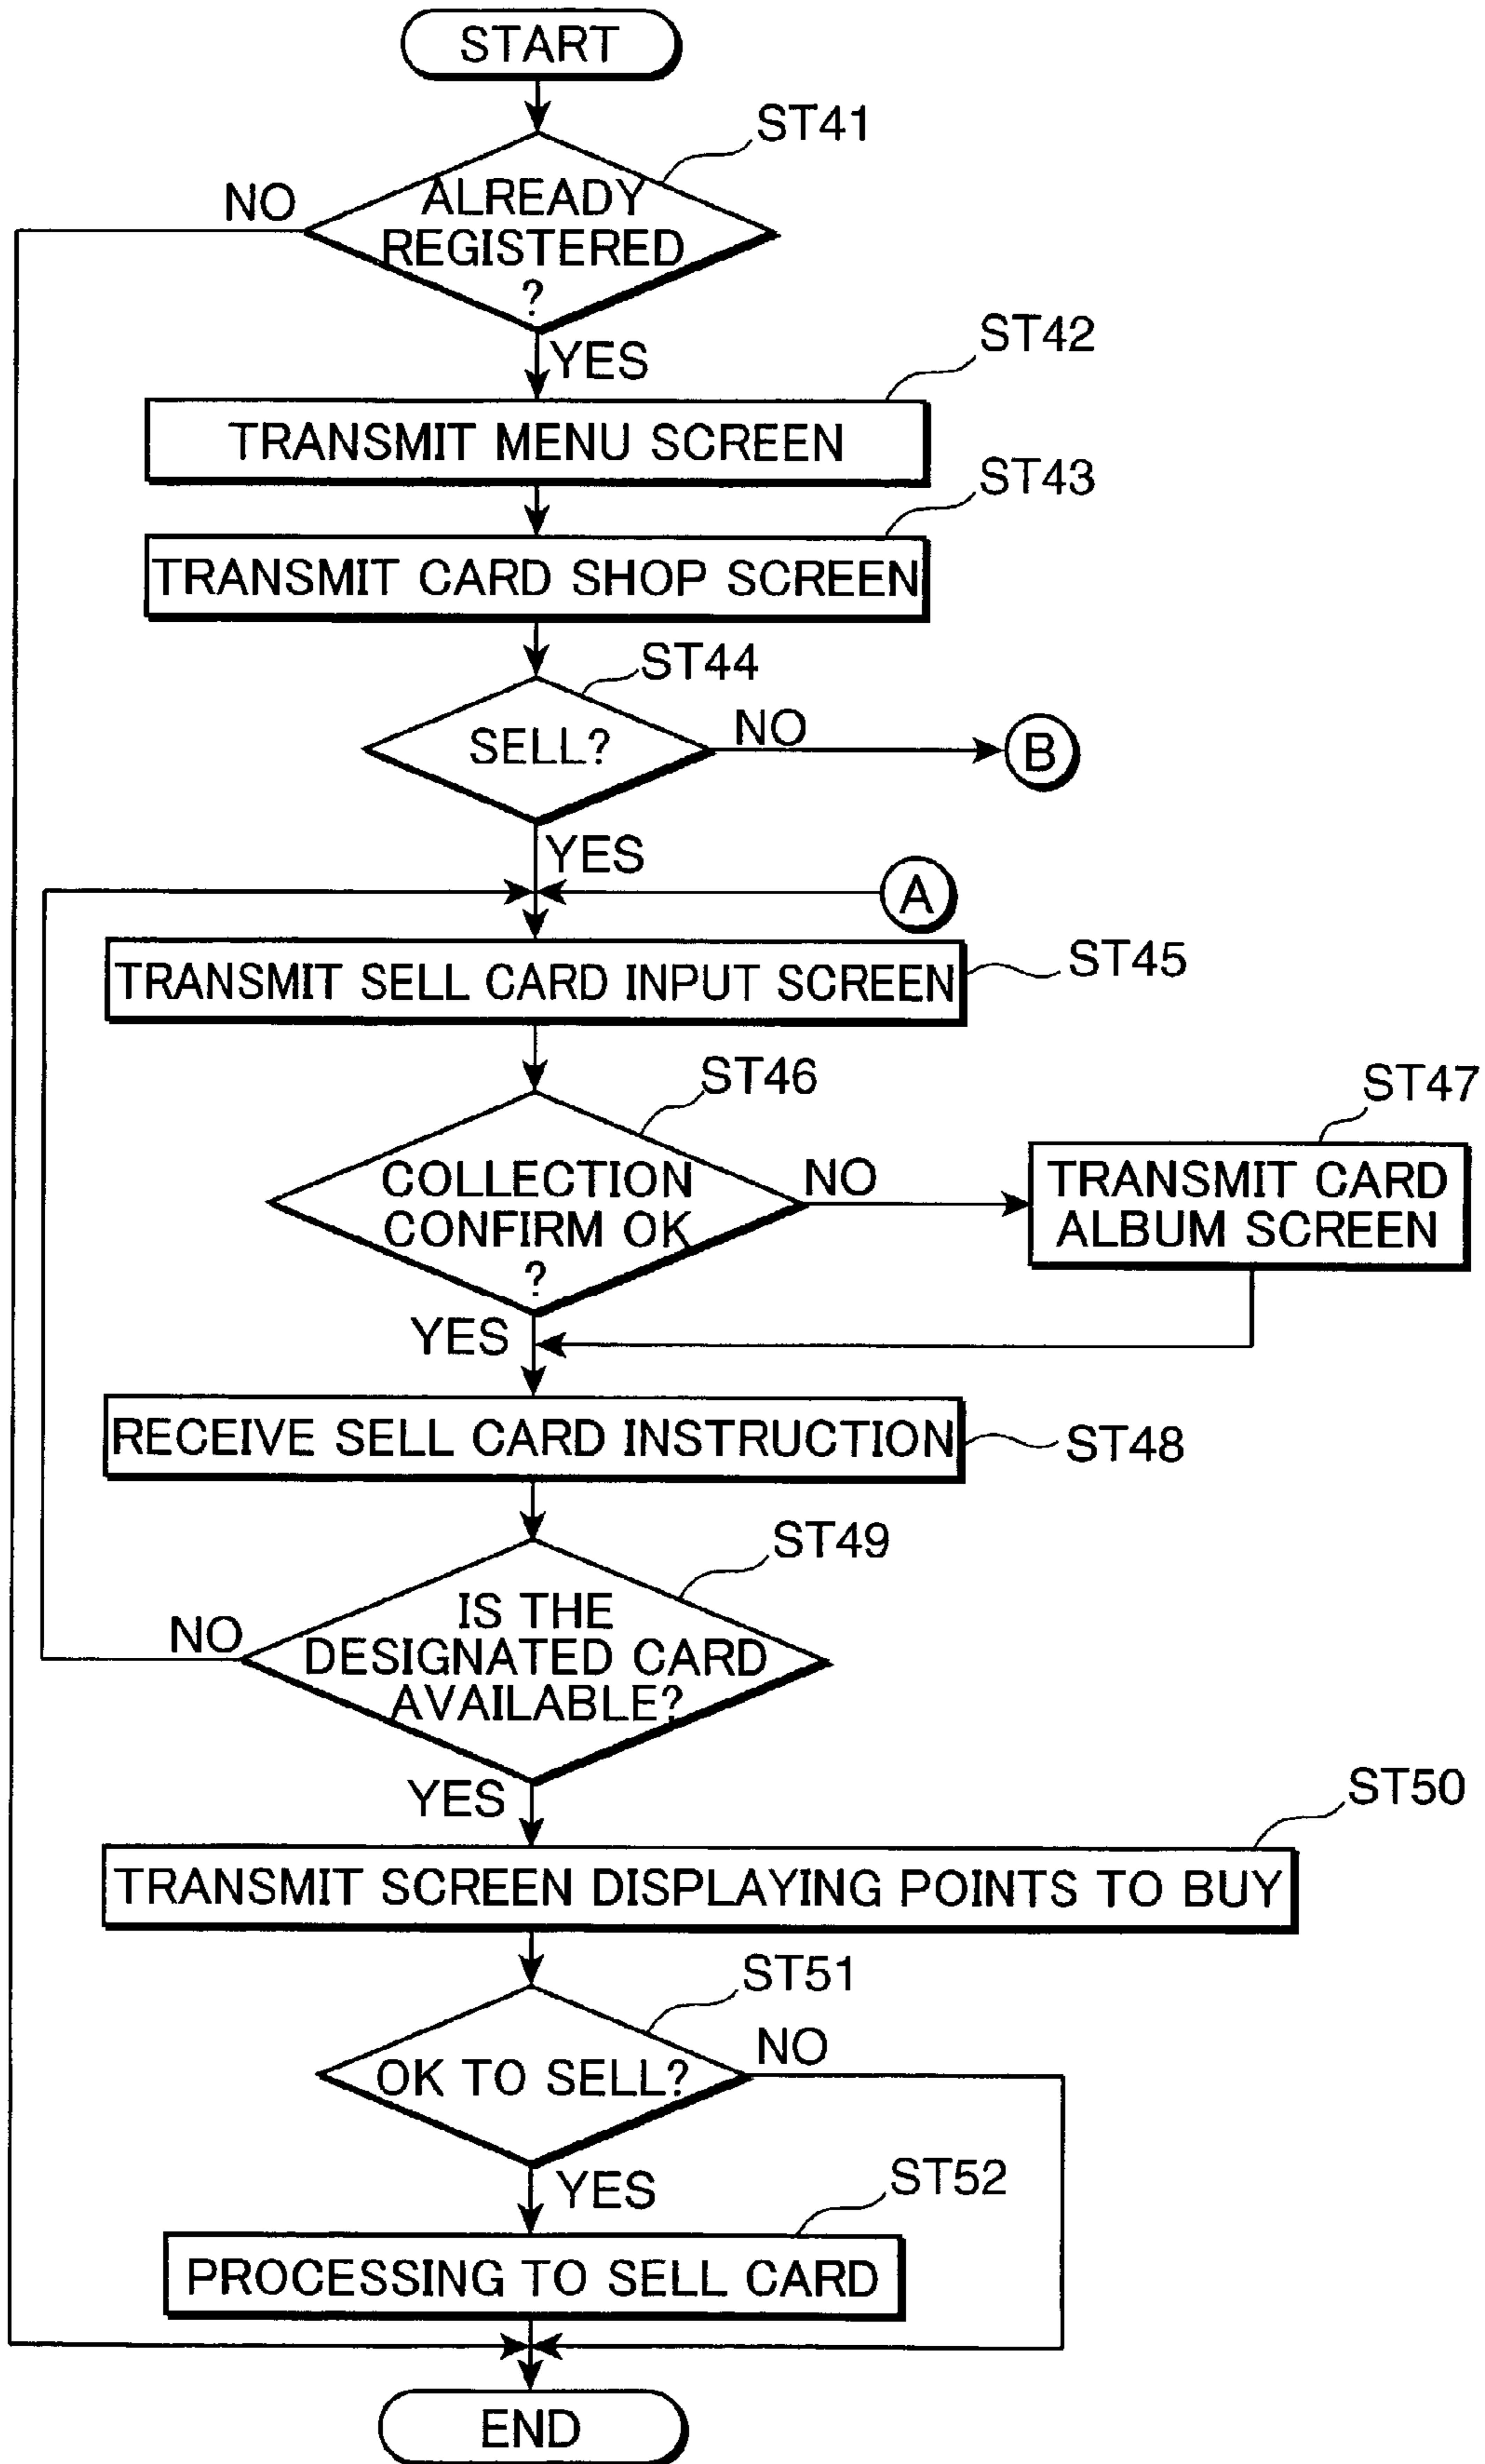 START
ST41
NO
ALREADY
REGISTERED
?
YES
ST42
TRANSMIT MENU SCREEN
ST43
TRANSMIT CARD SHOP SCREEN
ST44
SELL?
NO
B
YES
A
TRANSMIT SELL CARD INPUT SCREEN
ST45
ST46
COLLECTION
CONFIRM OK
?
NO
ST47
TRANSMIT CARD
ALBUM SCREEN
YES
RECEIVE SELL CARD INSTRUCTION
ST48
ST49
NO
IS THE
DESIGNATED CARD
AVAILABLE?
YES
ST50
TRANSMIT SCREEN DISPLAYING POINTS TO BUY
ST51
OK TO SELL?
NO
YES
ST52
PROCESSING TO SELL CARD
END